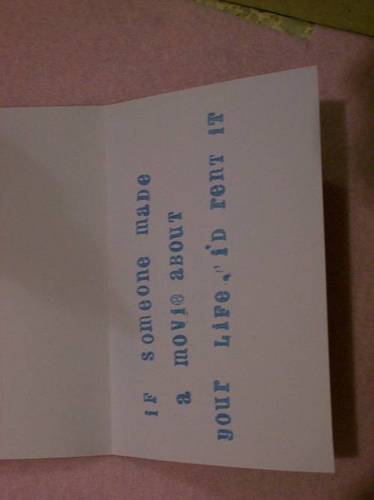 iF someone maDe
a movie aBout
your LiFe, i'D rent iT